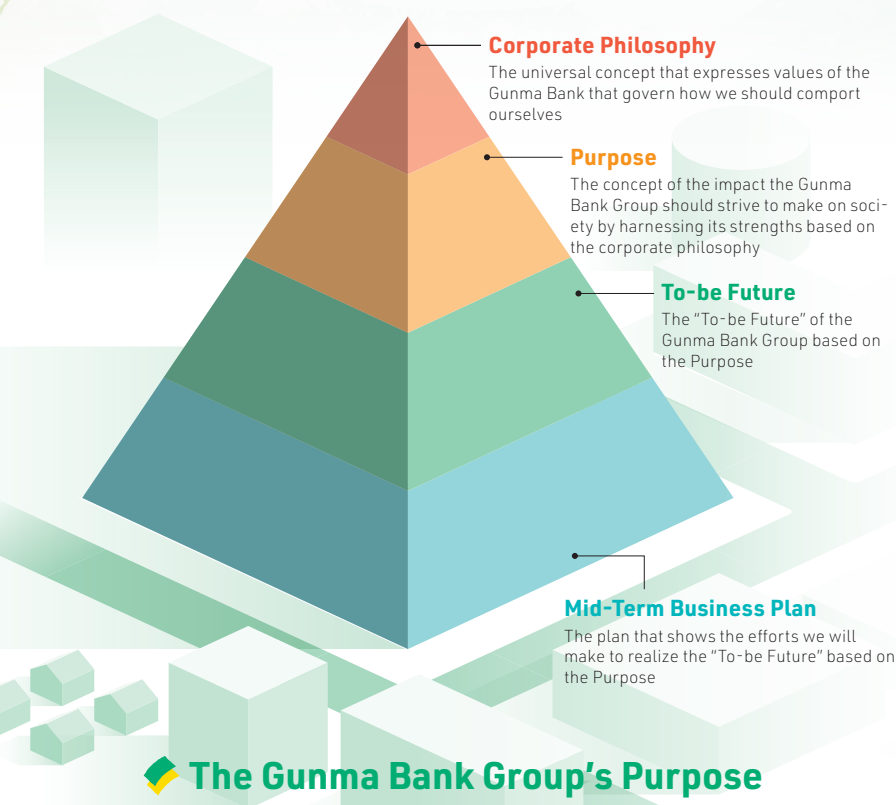 Corporate Philosophy
The universal concept that expresses values of the
Gunma Bank that govern how we should comport
ourselves
Purpose
The concept of the impact the Gunma
Bank Group should strive to make on soci-
ety by harnessing its strengths based on
the corporate philosophy
To-be Future
The “To-be Future” of the
Gunma Bank Group based on
the Purpose
Mid-Term Business Plan
The plan that shows the efforts we will
make to realize the “To-be Future” based on
the Purpose
The Gunma Bank Group’s Purpose